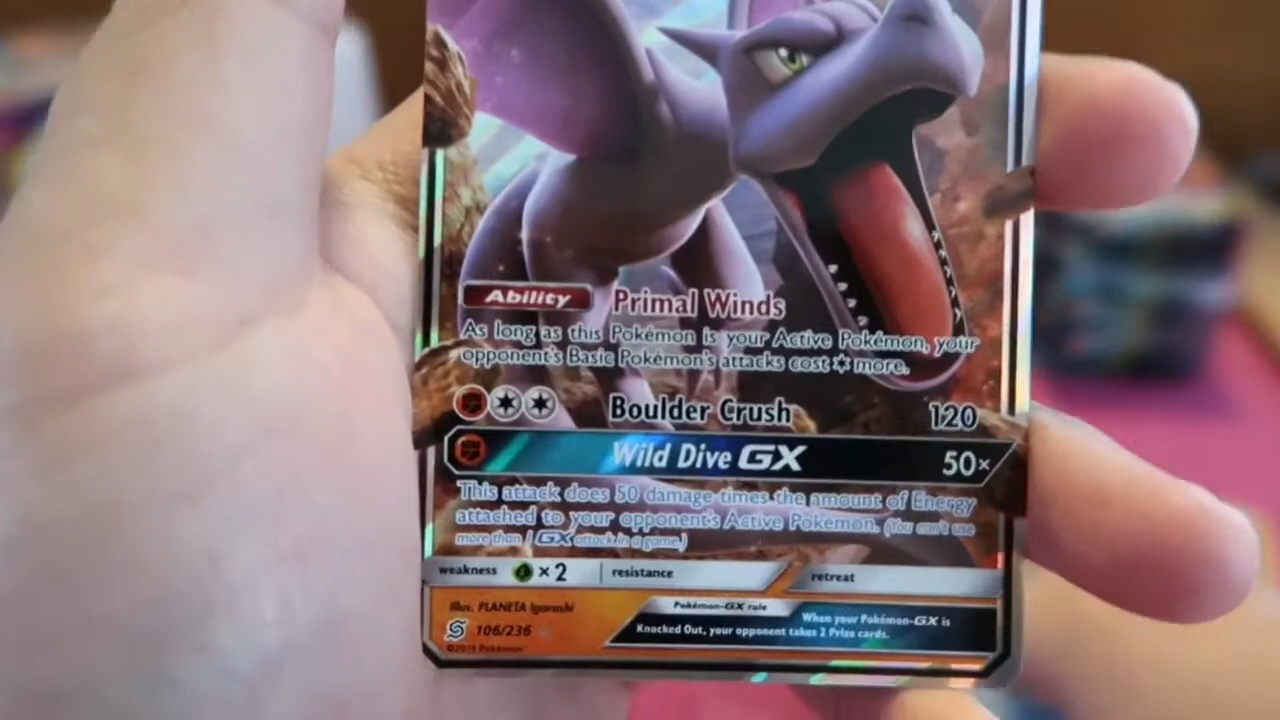 Ability Primal Winds
As long as this Pokémon is your Active Pokémon, your
opponent's Basic Pokémon's attacks cost more.
Boulder Crush 120
Wild Dive GX 50×
This attack does 50 damage times the amount of Energy
attached to your opponent's Active Pokémon. (You can't use
more than 1 GX attack in a game.)
weakness ×2 resistance retreat
Illus. PLANETA Igarashi
106/236
©2019 Pokémon
Pokémon-GX rule
When your Pokémon-GX is
Knocked Out, your opponent takes 2 Prize cards.